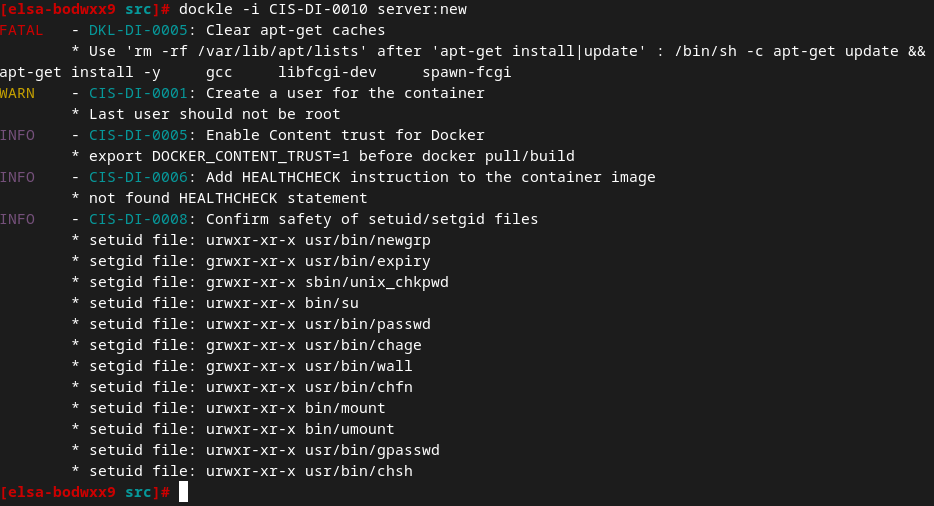 [elsa-bodwxx9 src]# dockle -i CIS-DI-0010 server:new
FATAL   - DKL-DI-0005: Clear apt-get caches
        * Use 'rm -rf /var/lib/apt/lists' after 'apt-get install|update' : /bin/sh -c apt-get update &&
apt-get install -y     gcc     libfcgi-dev     spawn-fcgi
WARN    - CIS-DI-0001: Create a user for the container
        * Last user should not be root
INFO    - CIS-DI-0005: Enable Content trust for Docker
        * export DOCKER_CONTENT_TRUST=1 before docker pull/build
INFO    - CIS-DI-0006: Add HEALTHCHECK instruction to the container image
        * not found HEALTHCHECK statement
INFO    - CIS-DI-0008: Confirm safety of setuid/setgid files
        * setuid file: urwxr-xr-x usr/bin/newgrp
        * setgid file: grwxr-xr-x usr/bin/expiry
        * setgid file: grwxr-xr-x sbin/unix_chkpwd
        * setuid file: urwxr-xr-x bin/su
        * setuid file: urwxr-xr-x usr/bin/passwd
        * setgid file: grwxr-xr-x usr/bin/chage
        * setgid file: grwxr-xr-x usr/bin/wall
        * setuid file: urwxr-xr-x usr/bin/chfn
        * setuid file: urwxr-xr-x bin/mount
        * setuid file: urwxr-xr-x bin/umount
        * setuid file: urwxr-xr-x usr/bin/gpasswd
        * setuid file: urwxr-xr-x usr/bin/chsh
[elsa-bodwxx9 src]#